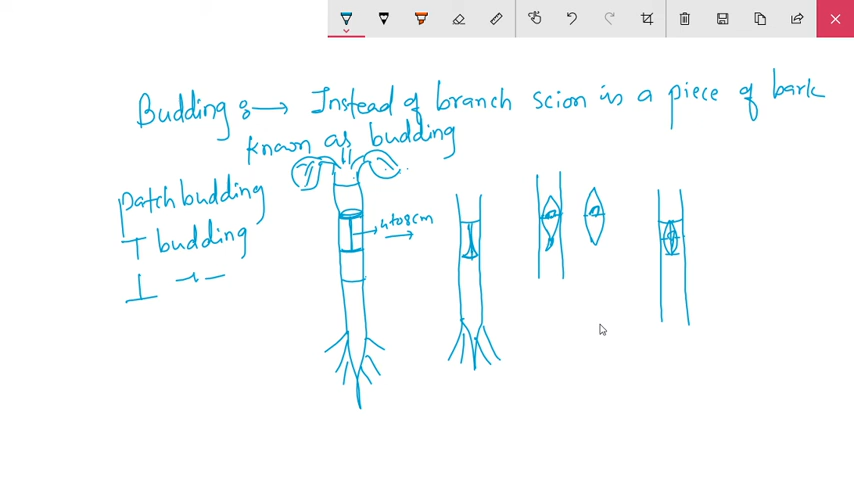 Budding :→ Instead of branch scion is a piece of bark
known as budding
Patch budding
T budding
⊥ -〃-
4 to 8 cm